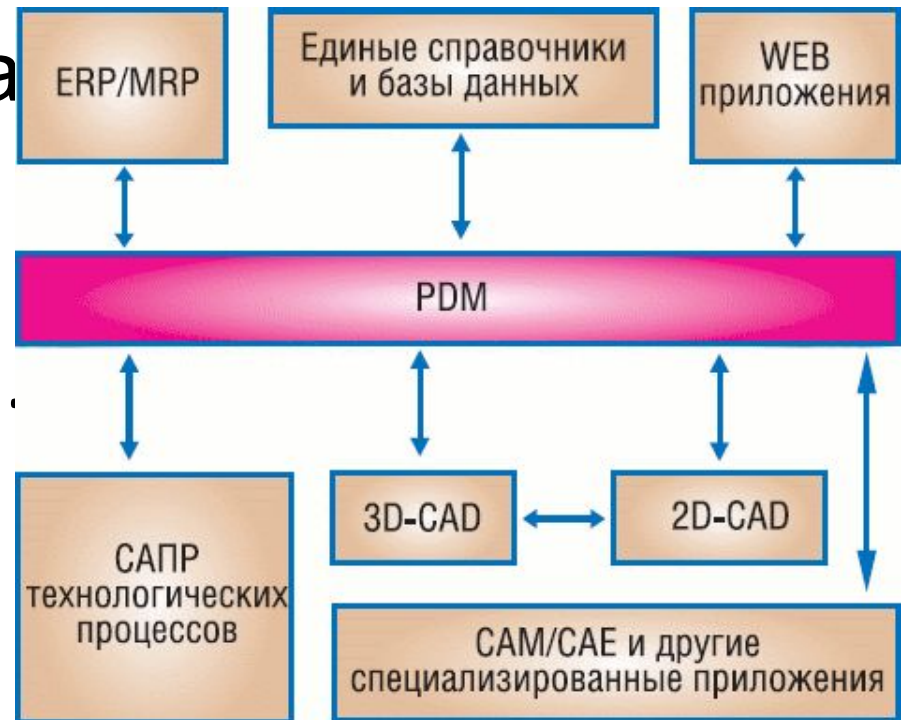 а
ERP/MRP
Единые справочники
и базы данных
WEB
приложения
PDM
.
САПР
технологических
процессов
3D-CAD
2D-CAD
CAM/CAE и другие
специализированные приложения